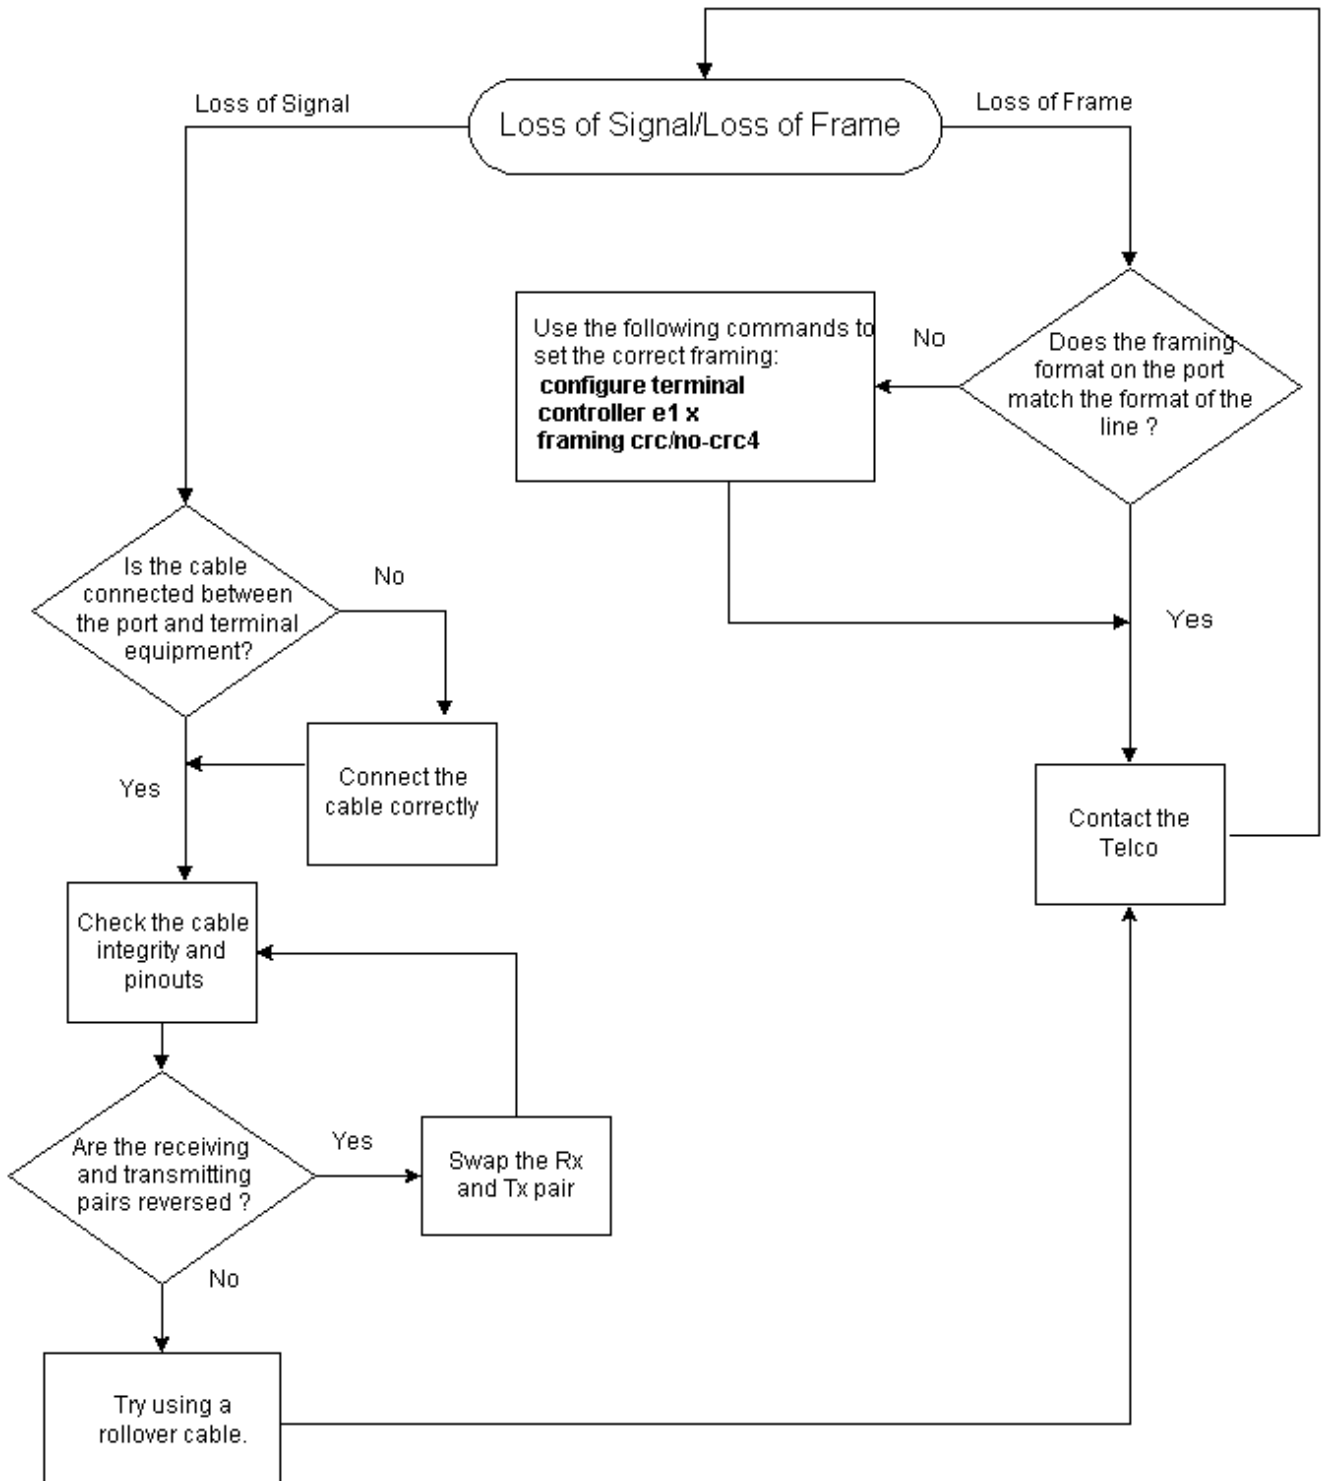 Loss of Signal
Loss of Frame
Loss of Signal/Loss of Frame
Use the following commands to
set the correct framing:
configure terminal
controller e1 x
framing crc/no-crc4
No
Does the framing
format on the port
match the format of the
line ?
Is the cable
connected between
the port and terminal
equipment?
No
Yes
Yes
Connect the
cable correctly
Contact the
Telco
Check the cable
integrity and
pinouts
Are the receiving
and transmitting
pairs reversed ?
Yes
Swap the Rx
and Tx pair
No
Try using a
rollover cable.